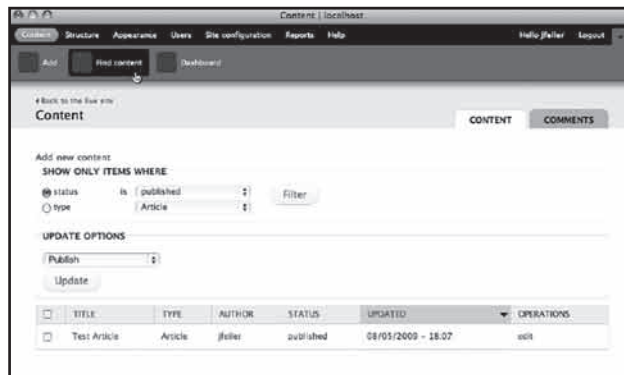 Content | localhost
Content Structure Appearance Users Site configuration Reports Help Hello jfeller Logout
Add Find content Dashboard
Back to the live site
Content CONTENT COMMENTS
Add new content
SHOW ONLY ITEMS WHERE
status is published Filter
type Article
UPDATE OPTIONS
Publish
Update
TITLE TYPE AUTHOR STATUS UPDATED OPERATIONS
Test Article Article jfeller published 08/05/2009 - 18:07 edit